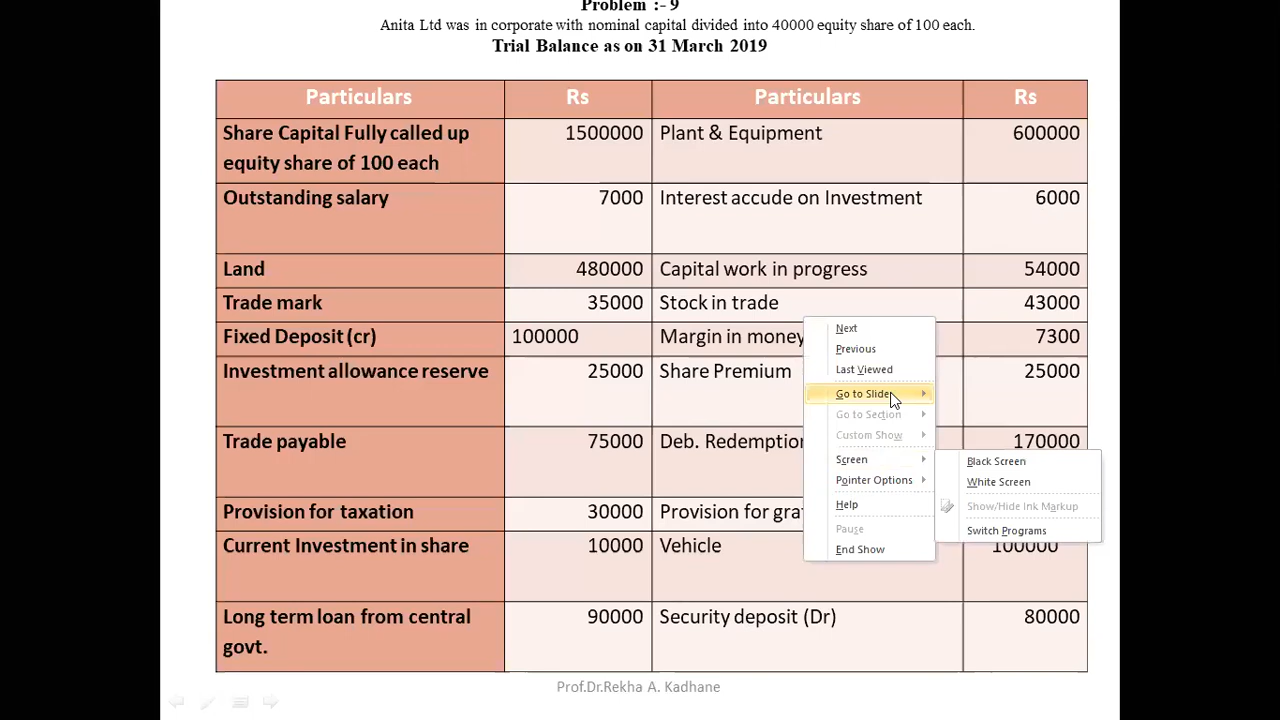 Problem :- 9
Anita Ltd was in corporate with nominal capital divided into 40000 equity share of 100 each.
Trial Balance as on 31 March 2019
Particulars Rs Particulars Rs
Share Capital Fully called up equity share of 100 each 1500000 Plant & Equipment 600000
Outstanding salary 7000 Interest accude on Investment 6000
Land 480000 Capital work in progress 54000
Trade mark 35000 Stock in trade 43000
Fixed Deposit (cr) 100000 Margin in money 7300
Investment allowance reserve 25000 Share Premium 25000
Trade payable 75000 Deb. Redemption 170000
Provision for taxation 30000 Provision for
Current Investment in share 10000 Vehicle 100000
Long term loan from central govt. 90000 Security deposit (Dr) 80000
Next
Previous
Last Viewed
Go to Slide
Go to Section
Custom Show
Screen
Pointer Options
Help
Pause
End Show
Black Screen
White Screen
Show/Hide Ink Markup
Switch Programs
Prof.Dr.Rekha A. Kadhane